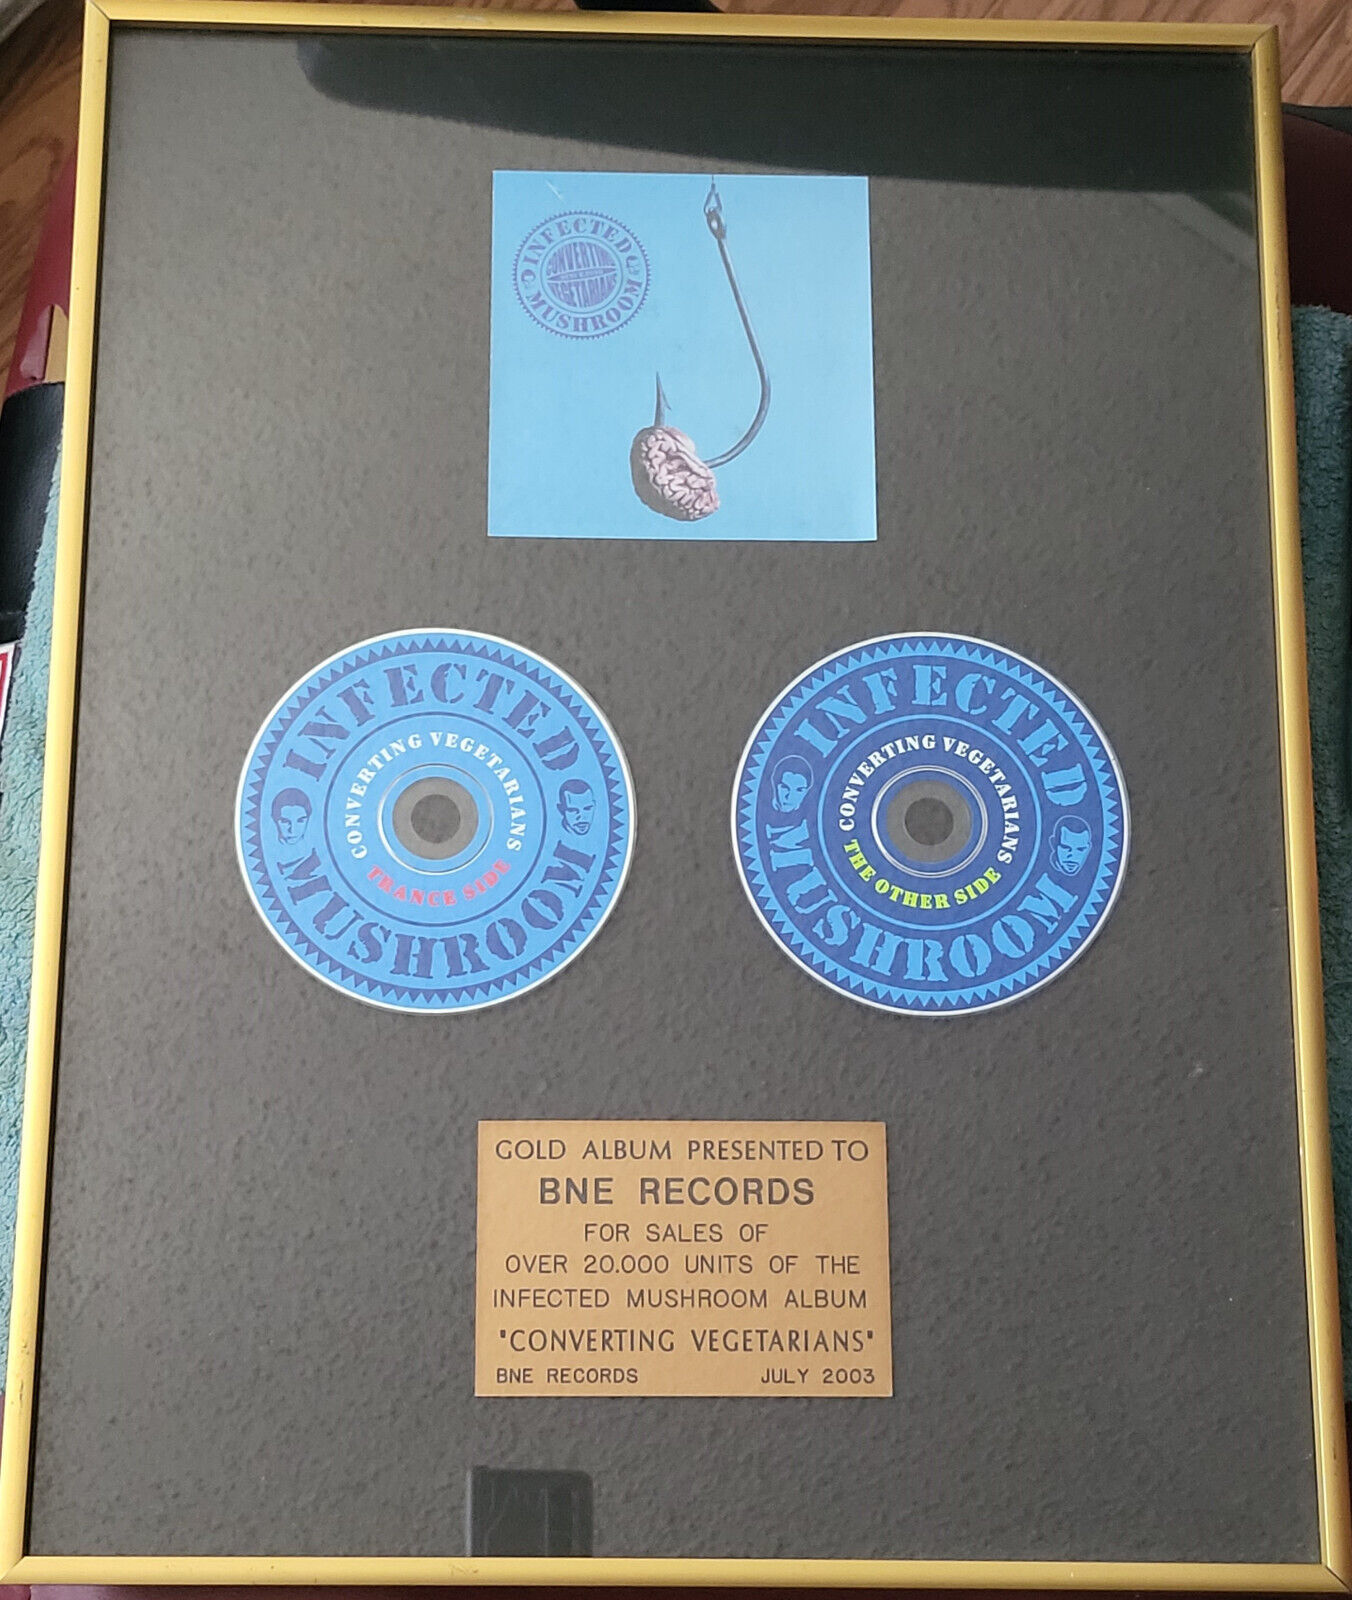 INFECTED
MUSHROOM
CONVERTING
VEGETARIANS
INFECTED
MUSHROOM
CONVERTING VEGETARIANS
TRANCE SIDE
INFECTED
MUSHROOM
CONVERTING VEGETARIANS
THE OTHER SIDE
GOLD ALBUM PRESENTED TO
BNE RECORDS
FOR SALES OF
OVER 20.000 UNITS OF THE
INFECTED MUSHROOM ALBUM
"CONVERTING VEGETARIANS"
BNE RECORDS JULY 2003